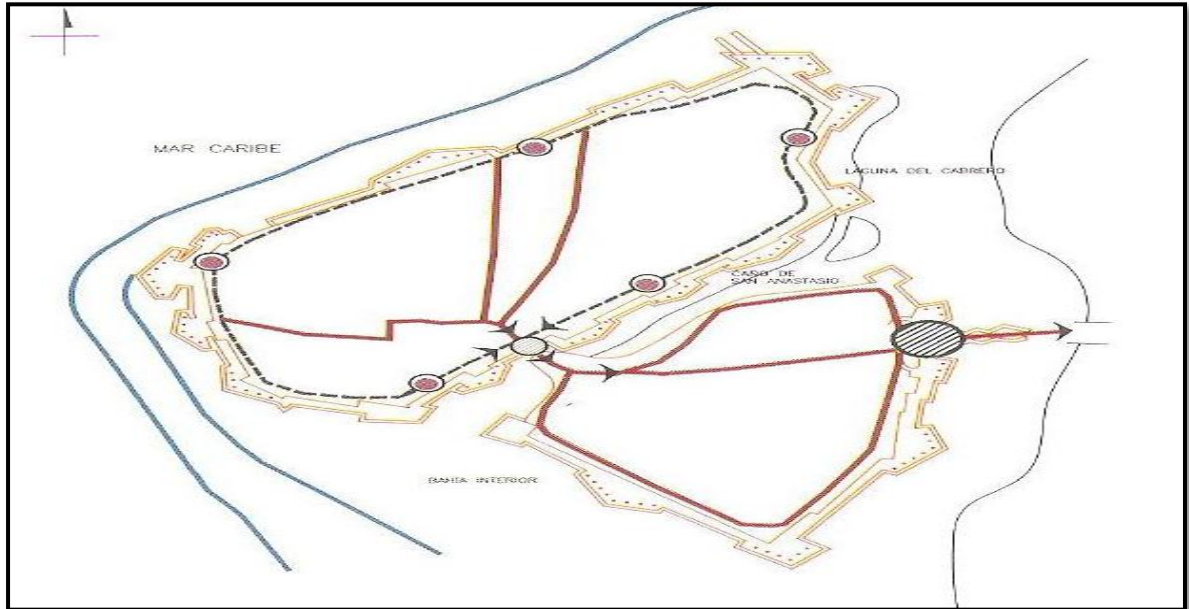 MAR CARIBE
LAGUNA DEL CABRERO
CAÑO DE
SAN ANASTASIO
BAHIA INTERIOR